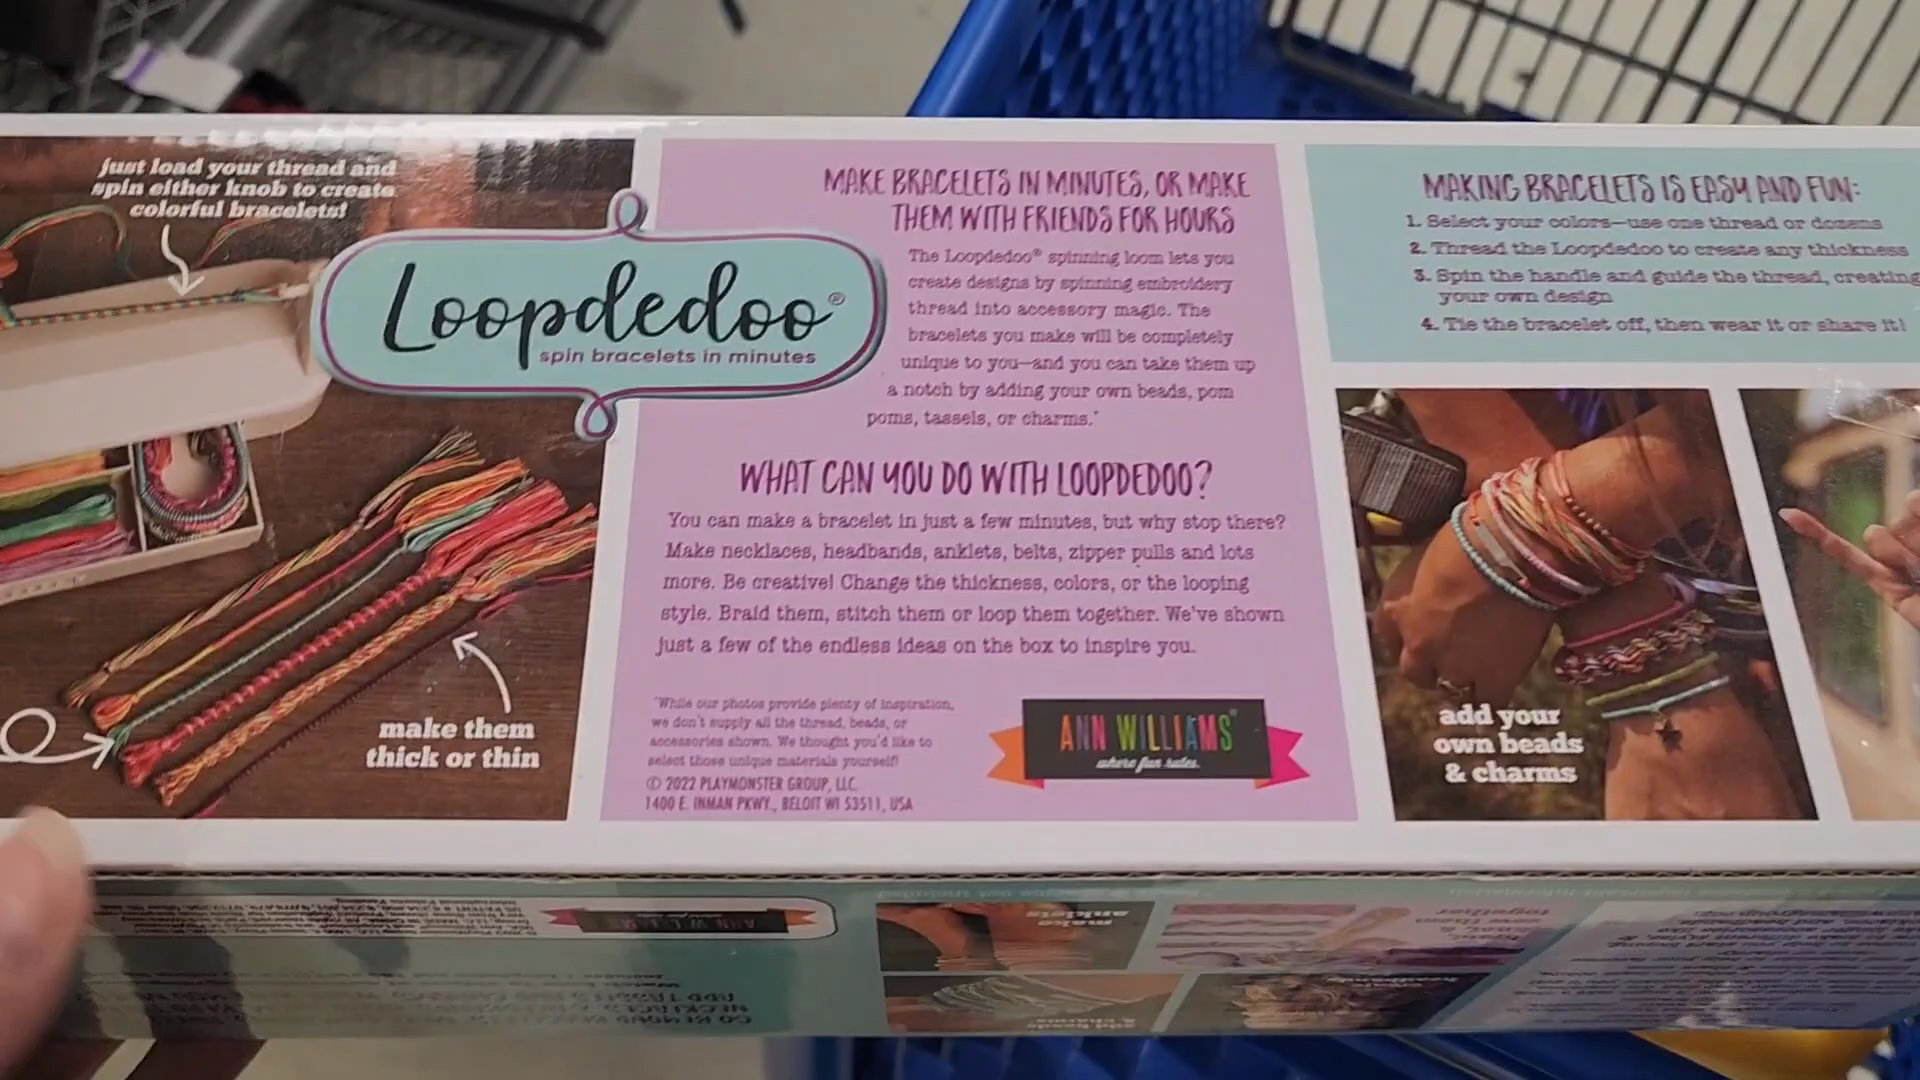 just load your thread and
spin either knob to create
colorful bracelets!
Loopdedoo®
spin bracelets in minutes
make them
thick or thin
MAKE BRACELETS IN MINUTES, OR MAKE
THEM WITH FRIENDS FOR HOURS
The Loopdedoo® spinning loom lets you
create designs by spinning embroidery
thread into accessory magic. The
bracelets you make will be completely
unique to you—and you can take them up
a notch by adding your own beads, pom
poms, tassels, or charms.*
WHAT CAN YOU DO WITH LOOPDEDOO?
You can make a bracelet in just a few minutes, but why stop there?
Make necklaces, headbands, anklets, belts, zipper pulls and lots
more. Be creative! Change the thickness, colors, or the looping
style. Braid them, stitch them or loop them together. We've shown
just a few of the endless ideas on the box to inspire you.
*While our photos provide plenty of inspiration,
we don't supply all the thread, beads, or
accessories shown. We thought you'd like to
select those unique materials yourself!
© 2022 PLAYMONSTER GROUP, LLC.
1400 E. INMAN PKWY., BELOIT WI 53511, USA
ANN WILLIAMS®
where fun rules.
MAKING BRACELETS IS EASY AND FUN:
1. Select your colors—use one thread or dozens
2. Thread the Loopdedoo to create any thickness
3. Spin the handle and guide the thread, creating
your own design
4. Tie the bracelet off, then wear it or share it!
add your
own beads
& charms
ANN WILLIAMS
make
anklets